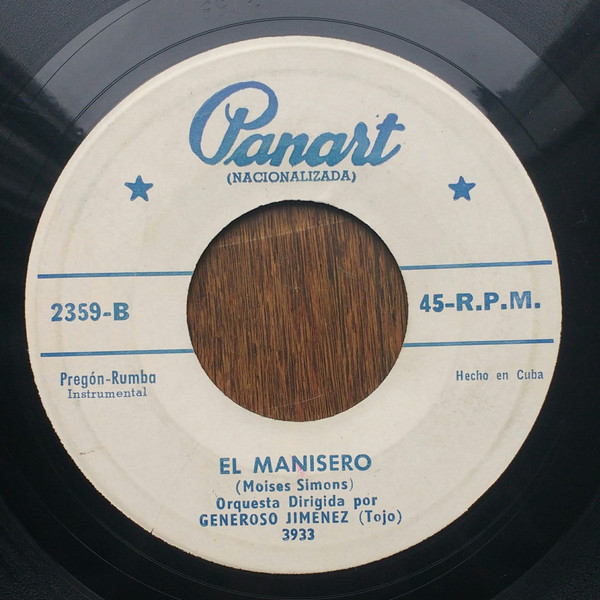 Panart
(NACIONALIZADA)
2359-B
45-R.P.M.
Pregón-Rumba
Instrumental
Hecho en Cuba
EL MANISERO
(Moises Simons)
Orquesta Dirigida por
GENEROSO JIMENEZ (Tojo)
3933